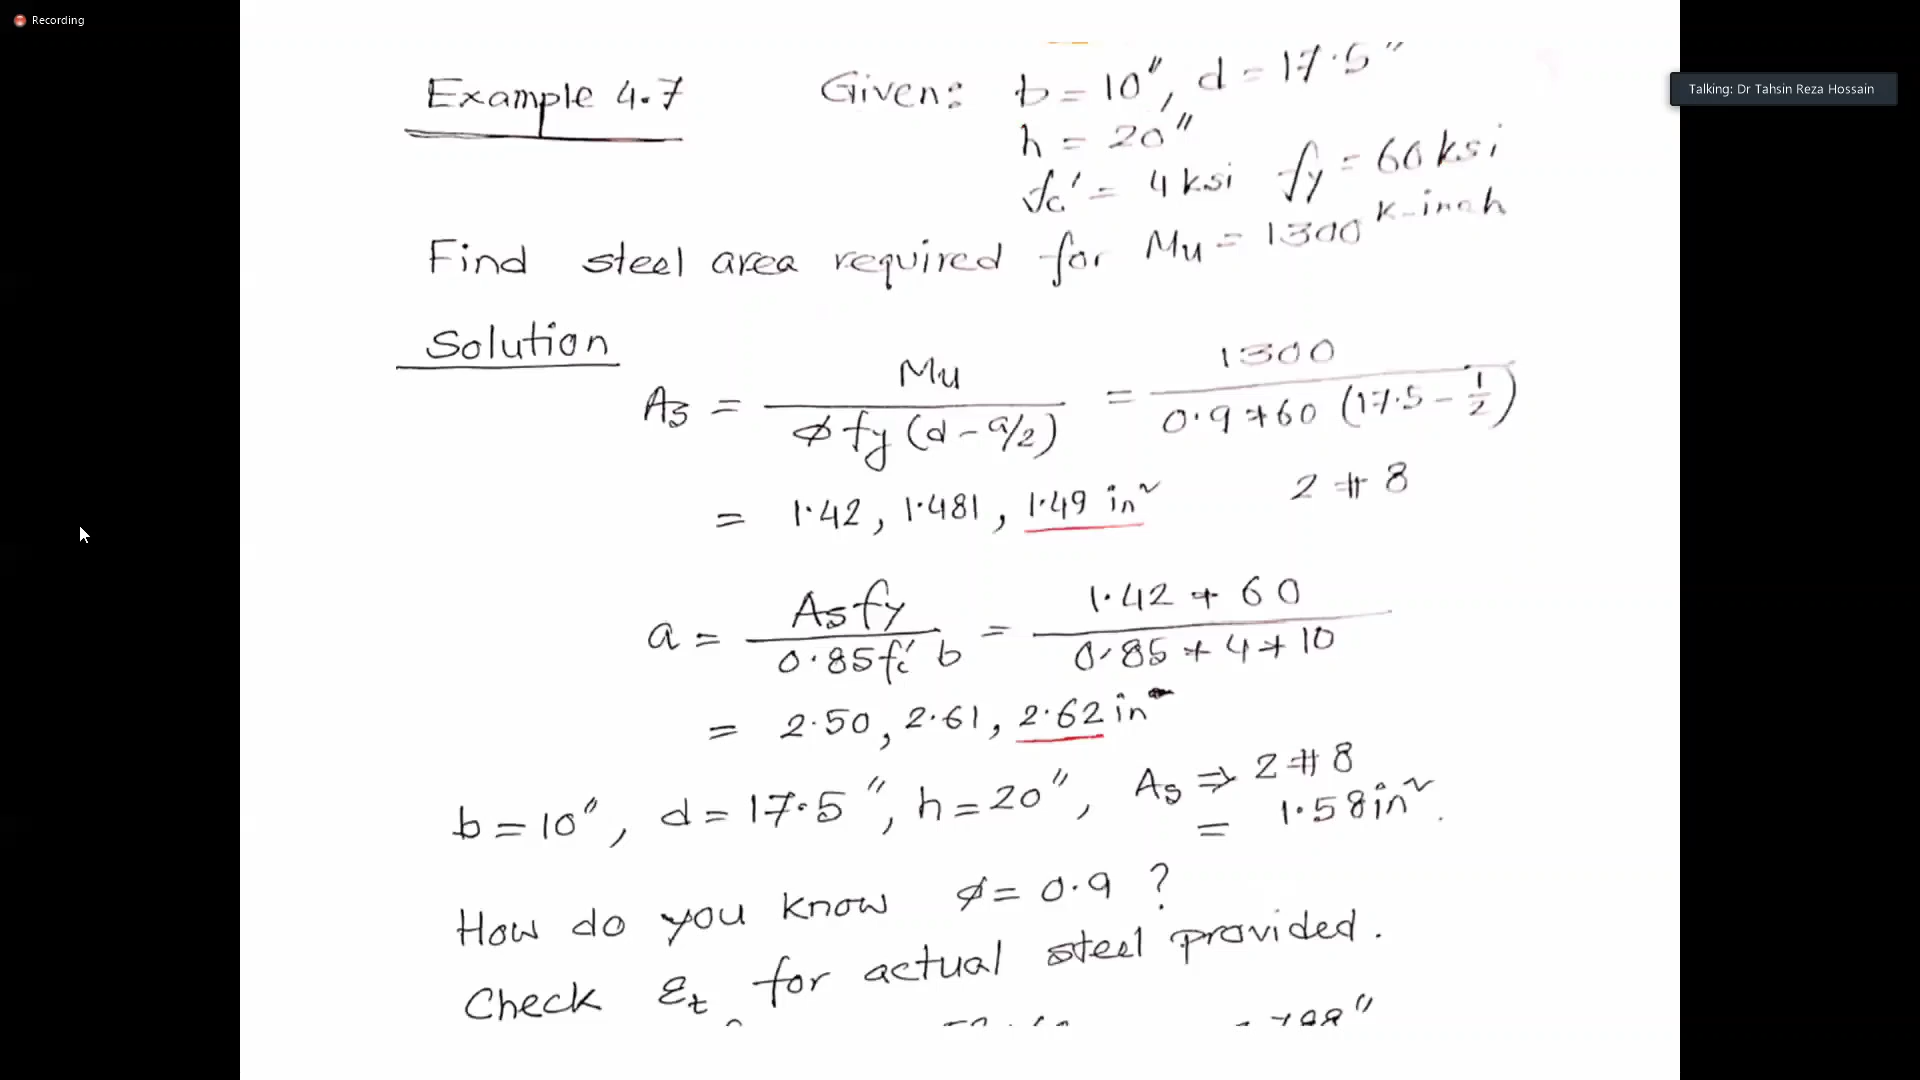 Recording
Talking: Dr Tahsin Reza Hossain
Example 4.7 Given: b = 10", d = 17.5"
h = 20"
fc' = 4 ksi fy = 60 ksi
Find steel area required for Mu = 1300 k-inch
Solution
As = Mu / φ fy (d - a/2) = 1300 / 0.9 * 60 (17.5 - 1/2)
= 1.42, 1.481, 1.49 in² 2 # 8
a = As fy / 0.85 fc' b = 1.42 * 60 / 0.85 * 4 * 10
= 2.50, 2.61, 2.62 in
b = 10", d = 17.5", h = 20", As ⇒ 2 # 8
= 1.58 in².
How do you know φ = 0.9 ?
Check εt for actual steel provided.